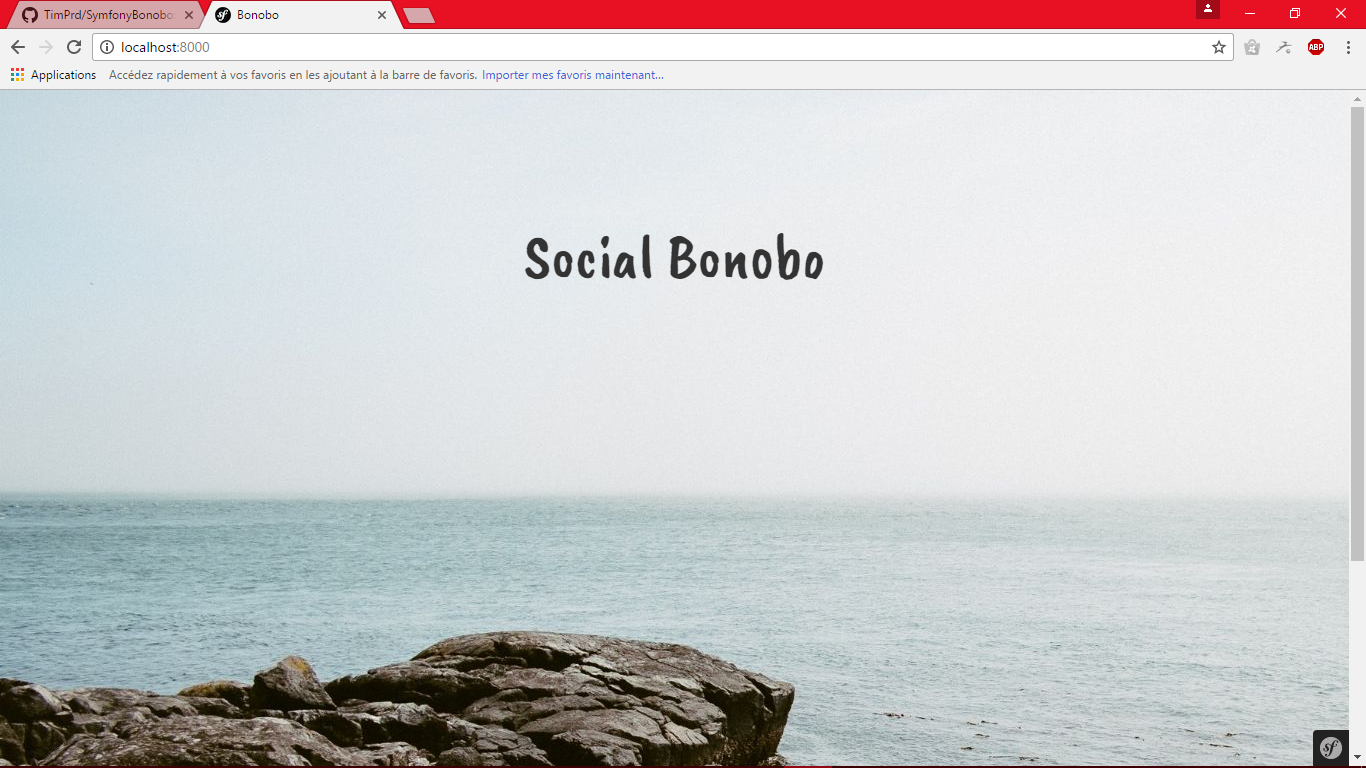 TimPrd/SymfonyBonobo
Bonobo
localhost:8000
ABP
Applications
Accédez rapidement à vos favoris en les ajoutant à la barre de favoris. Importer mes favoris maintenant...
Social Bonobo
sf